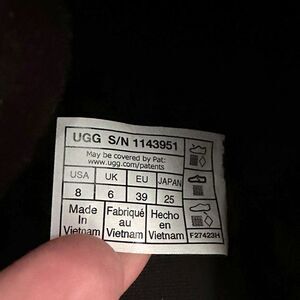 UGG S/N 1143951
May be covered by Pat:
www.ugg.com/patents
USA UK EU JAPAN
8 6 39 25
Made in Vietnam
Fabriqué au Vietnam
Hecho en Vietnam
F27423H